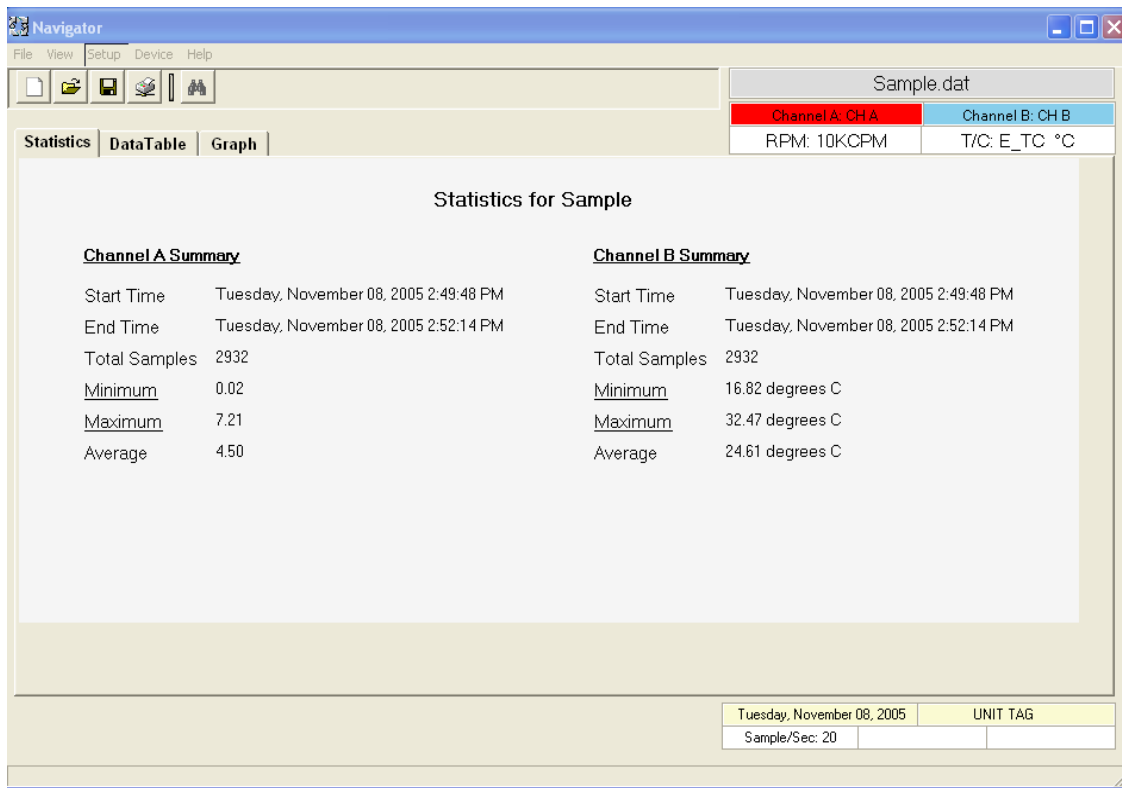 Navigator
File View Setup Device Help
Sample.dat
Channel A: CH A Channel B: CH B
RPM: 10KCPM T/C: E_TC °C
Statistics DataTable Graph
Statistics for Sample
Channel A Summary Channel B Summary
Start Time Tuesday, November 08, 2005 2:49:48 PM Start Time Tuesday, November 08, 2005 2:49:48 PM
End Time Tuesday, November 08, 2005 2:52:14 PM End Time Tuesday, November 08, 2005 2:52:14 PM
Total Samples 2932 Total Samples 2932
Minimum 0.02 Minimum 16.82 degrees C
Maximum 7.21 Maximum 32.47 degrees C
Average 4.50 Average 24.61 degrees C
Tuesday, November 08, 2005 UNIT TAG
Sample/Sec: 20